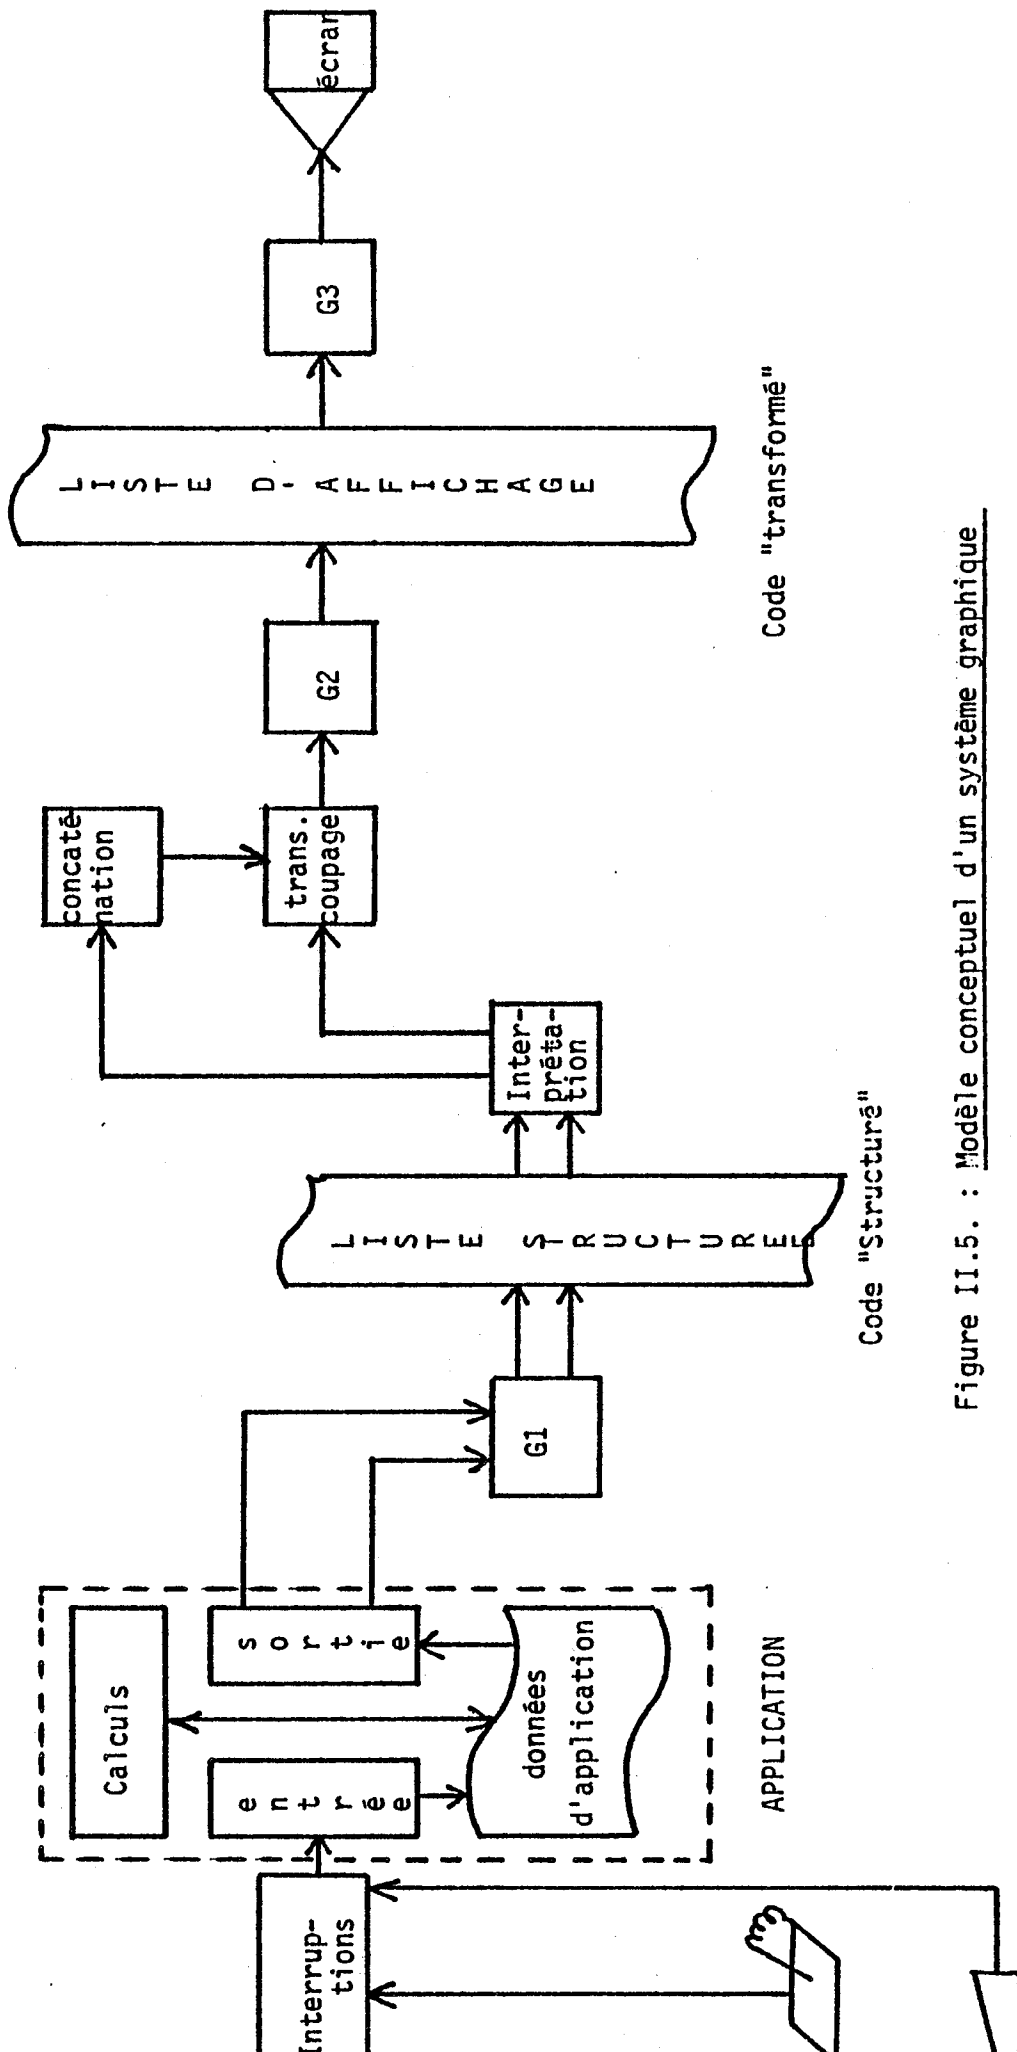 Interrup-
tions
entrée
Calculs
sortie
données
d'application
APPLICATION
G1
LISTE STRUCTUREE
Code "Structuré"
Inter-
préta-
tion
concaté
nation
trans.
coupage
G2
LISTE D'AFFICHAGE
Code "transformé"
G3
écran
Figure II.5. : Modèle conceptuel d'un système graphique